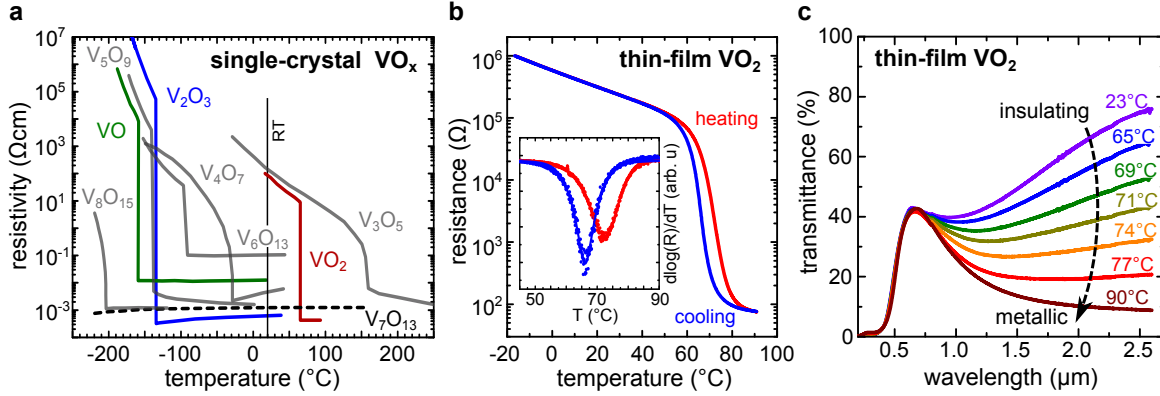 a
single-crystal VOx
resistivity (Ωcm)
10^7
10^5
10^3
10^1
10^-1
10^-3
V5O9
V2O3
VO
RT
V4O7
V8O15
V6O13
V3O5
VO2
V7O13
-200
-100
0
100
200
temperature (°C)
b
thin-film VO2
resistance (Ω)
10^6
10^5
10^4
10^3
10^2
heating
cooling
dlog(R)/dT (arb. u)
50
70
90
T (°C)
-20
0
20
40
60
80
100
temperature (°C)
c
thin-film VO2
transmittance (%)
100
80
60
40
20
0
insulating
23°C
65°C
69°C
71°C
74°C
77°C
90°C
metallic
0.5
1.0
1.5
2.0
2.5
wavelength (µm)